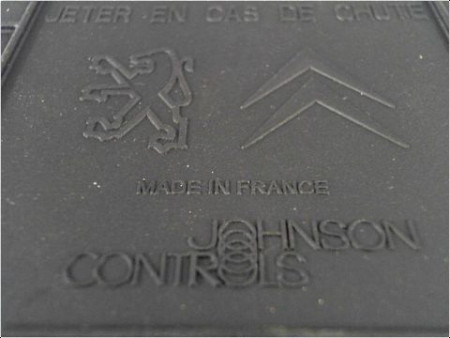 JETER EN CAS DE CHUTE
MADE IN FRANCE
JOHNSON
CONTROLS